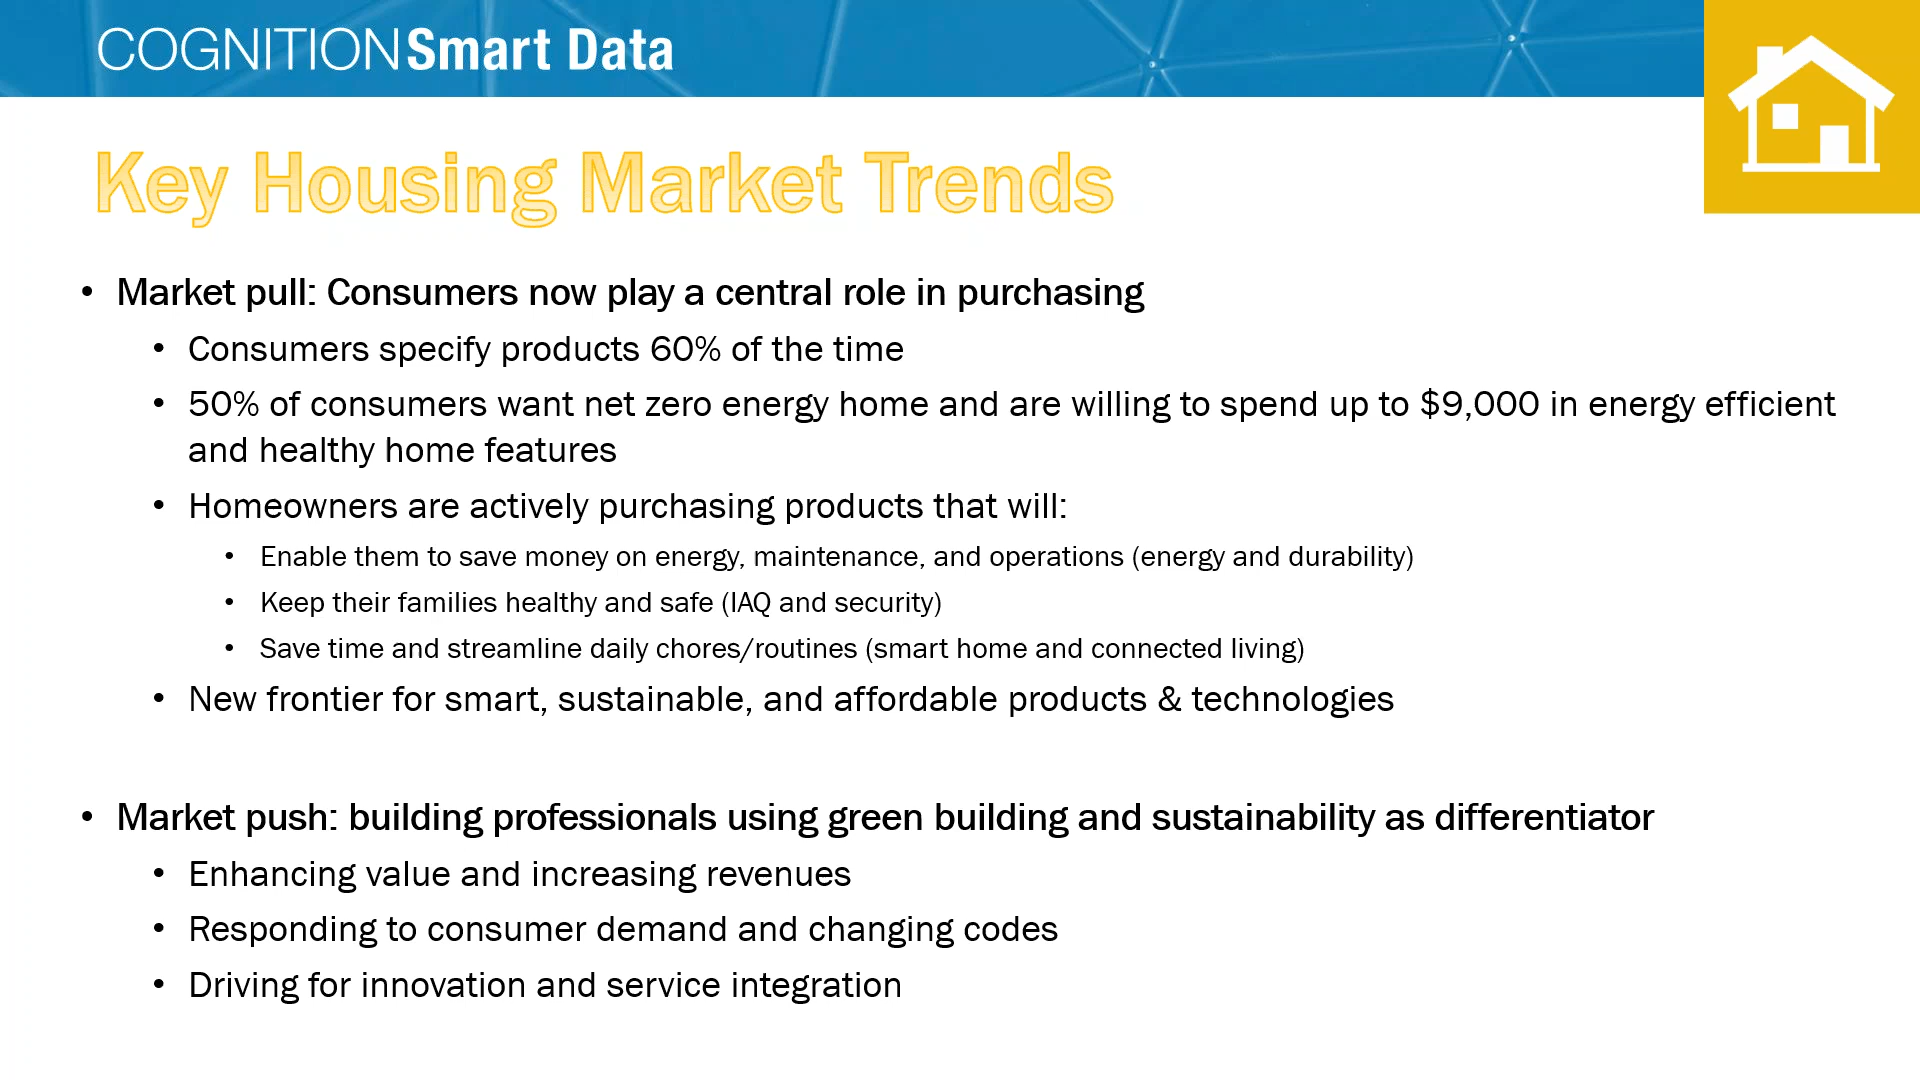 COGNITION Smart Data
Key Housing Market Trends
• Market pull: Consumers now play a central role in purchasing
• Consumers specify products 60% of the time
• 50% of consumers want net zero energy home and are willing to spend up to $9,000 in energy efficient
and healthy home features
• Homeowners are actively purchasing products that will:
• Enable them to save money on energy, maintenance, and operations (energy and durability)
• Keep their families healthy and safe (IAQ and security)
• Save time and streamline daily chores/routines (smart home and connected living)
• New frontier for smart, sustainable, and affordable products & technologies
• Market push: building professionals using green building and sustainability as differentiator
• Enhancing value and increasing revenues
• Responding to consumer demand and changing codes
• Driving for innovation and service integration